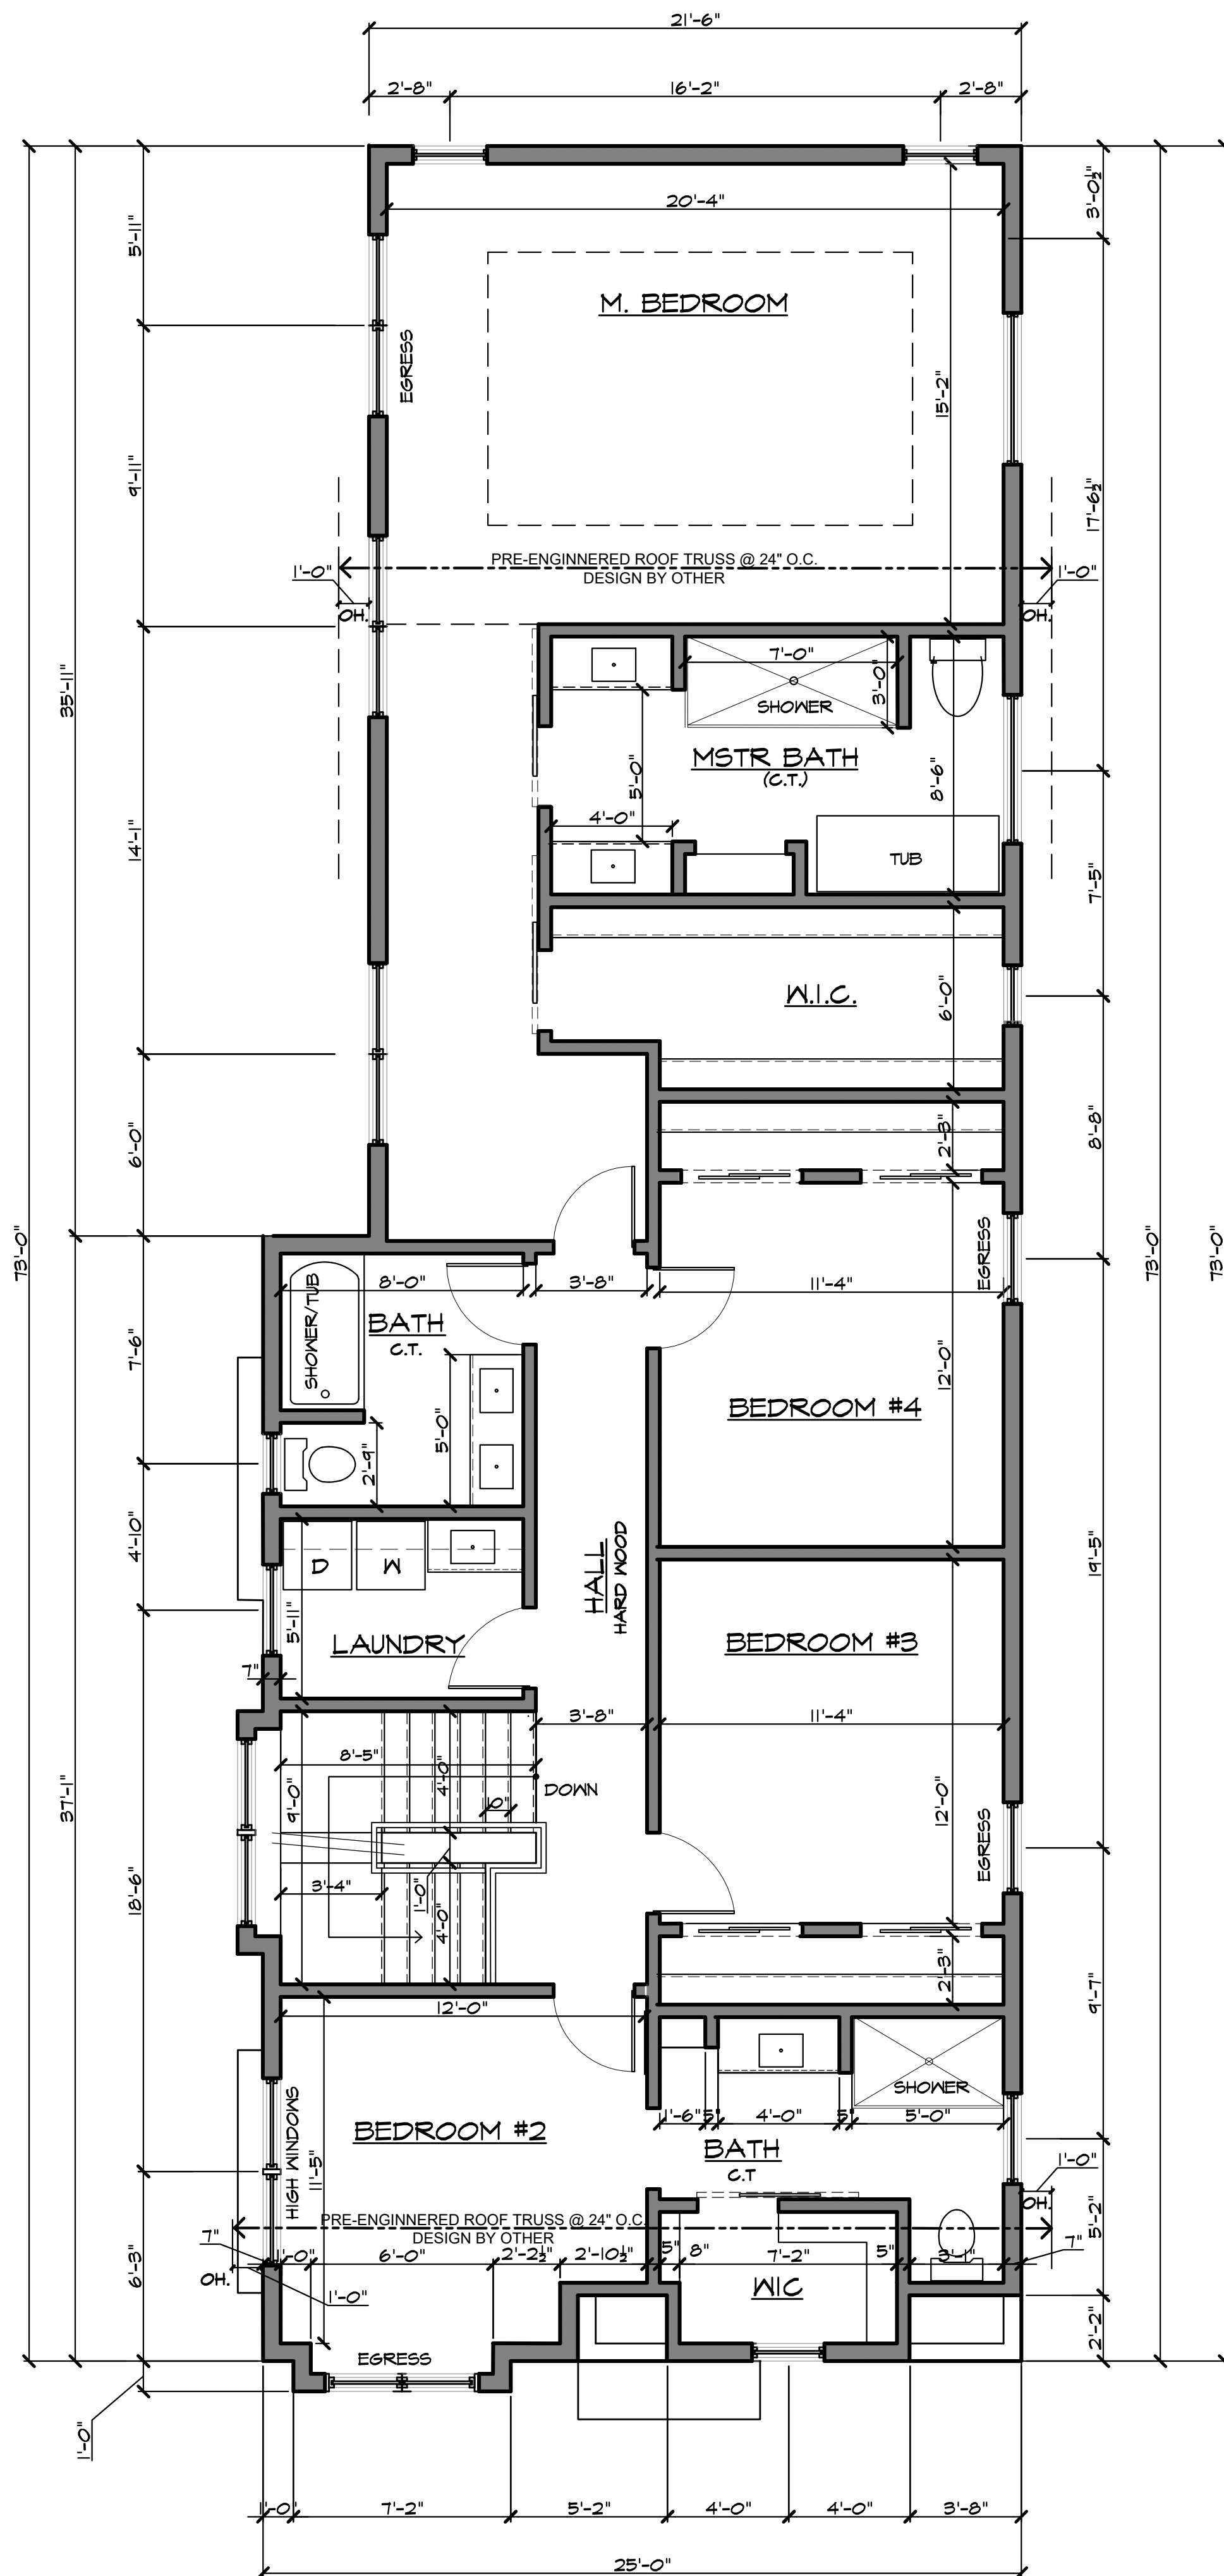 21'-6"
2'-8"
16'-2"
2'-8"
20'-4"
M. BEDROOM
EGRESS
15'-2"
5'-11"
9'-11"
14'-1"
6'-0"
35'-11"
73'-0"
3'-0½"
17'-6½"
7'-5"
8'-8"
73'-0"
73'-0"
PRE-ENGINNERED ROOF TRUSS @ 24" O.C.
DESIGN BY OTHER
1'-0"
OH.
1'-0"
OH.
7'-0"
3'-0"
SHOWER
MSTR BATH
(C.T.)
5'-0"
4'-0"
8'-6"
TUB
W.I.C.
6'-0"
2'-3"
EGRESS
SHOWER/TUB
8'-0"
3'-8"
11'-4"
BATH
C.T.
12'-0"
BEDROOM #4
7'-6"
5'-0"
2'-9"
4'-10"
D
W
HALL
HARD WOOD
19'-5"
5'-11"
LAUNDRY
BEDROOM #3
7"
3'-8"
11'-4"
8'-5"
4'-0"
DOWN
9'-0"
10"
12'-0"
EGRESS
37'-1"
18'-6"
3'-4"
1'-0"
4'-0"
2'-3"
9'-7"
12'-0"
HIGH WINDOWS
11'-5"
BEDROOM #2
SHOWER
1'-6"
5"
4'-0"
5"
5'-0"
BATH
C.T
1'-0"
OH.
5'-2"
PRE-ENGINNERED ROOF TRUSS @ 24" O.C.
DESIGN BY OTHER
7"
1'-0"
6'-0"
2'-2½"
2'-10½"
5"
8"
7'-2"
5"
3'-1"
7"
OH.
1'-0"
WIC
6'-3"
2'-2"
EGRESS
1'-0"
1'-0"
7'-2"
5'-2"
4'-0"
4'-0"
3'-8"
25'-0"